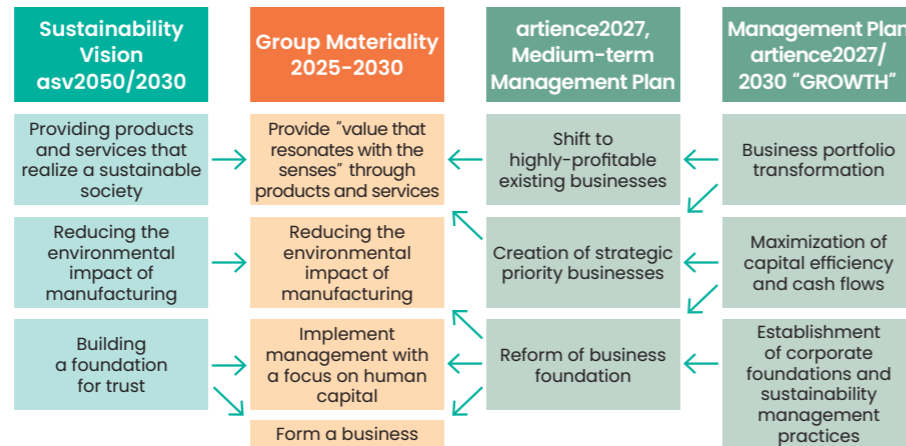 Sustainability
Vision
asv2050/2030
Group Materiality
2025-2030
artience2027,
Medium-term
Management Plan
Management Plan
artience2027/
2030 “GROWTH”
Providing products
and services that
realize a sustainable
society
Provide “value that
resonates with the
senses” through
products and services
Shift to
highly-profitable
existing businesses
Business portfolio
transformation
Reducing the
environmental
impact of
manufacturing
Reducing the
environmental
impact of
manufacturing
Creation of strategic
priority businesses
Maximization of
capital efficiency
and cash flows
Building
a foundation
for trust
Implement
management with
a focus on human
capital
Reform of business
foundation
Establishment
of corporate
foundations and
sustainability
management
practices
Form a business